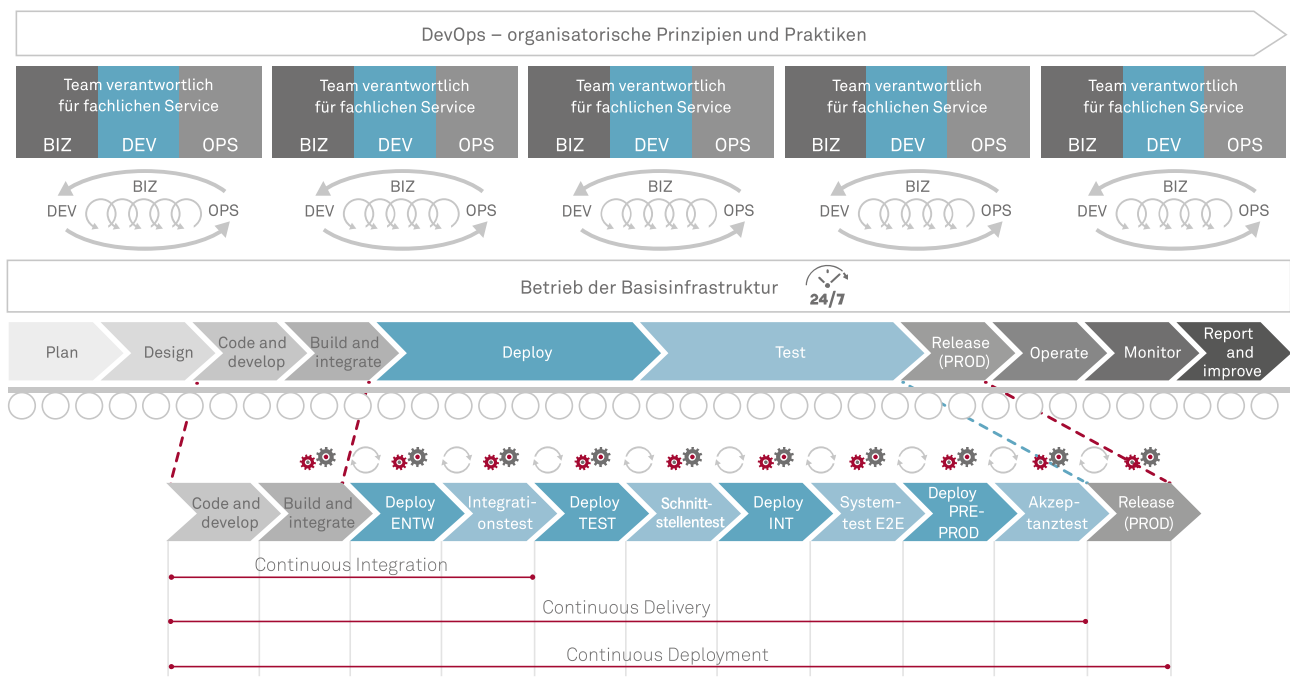 DevOps – organisatorische Prinzipien und Praktiken
Team verantwortlich
für fachlichen Service
BIZ DEV OPS
Team verantwortlich
für fachlichen Service
BIZ DEV OPS
Team verantwortlich
für fachlichen Service
BIZ DEV OPS
Team verantwortlich
für fachlichen Service
BIZ DEV OPS
Team verantwortlich
für fachlichen Service
BIZ DEV OPS
BIZ
DEV OPS
BIZ
DEV OPS
BIZ
DEV OPS
BIZ
DEV OPS
BIZ
DEV OPS
Betrieb der Basisinfrastruktur
24/7
Plan
Design
Code and
develop
Build and
integrate
Deploy
Test
Release
(PROD)
Operate
Monitor
Report
and
improve
Code and
develop
Build and
integrate
Deploy
ENTW
Integrati-
onstest
Deploy
TEST
Schnitt-
stellentest
Deploy
INT
System-
test E2E
Deploy
PRE-
PROD
Akzep-
tanztest
Release
(PROD)
Continuous Integration
Continuous Delivery
Continuous Deployment